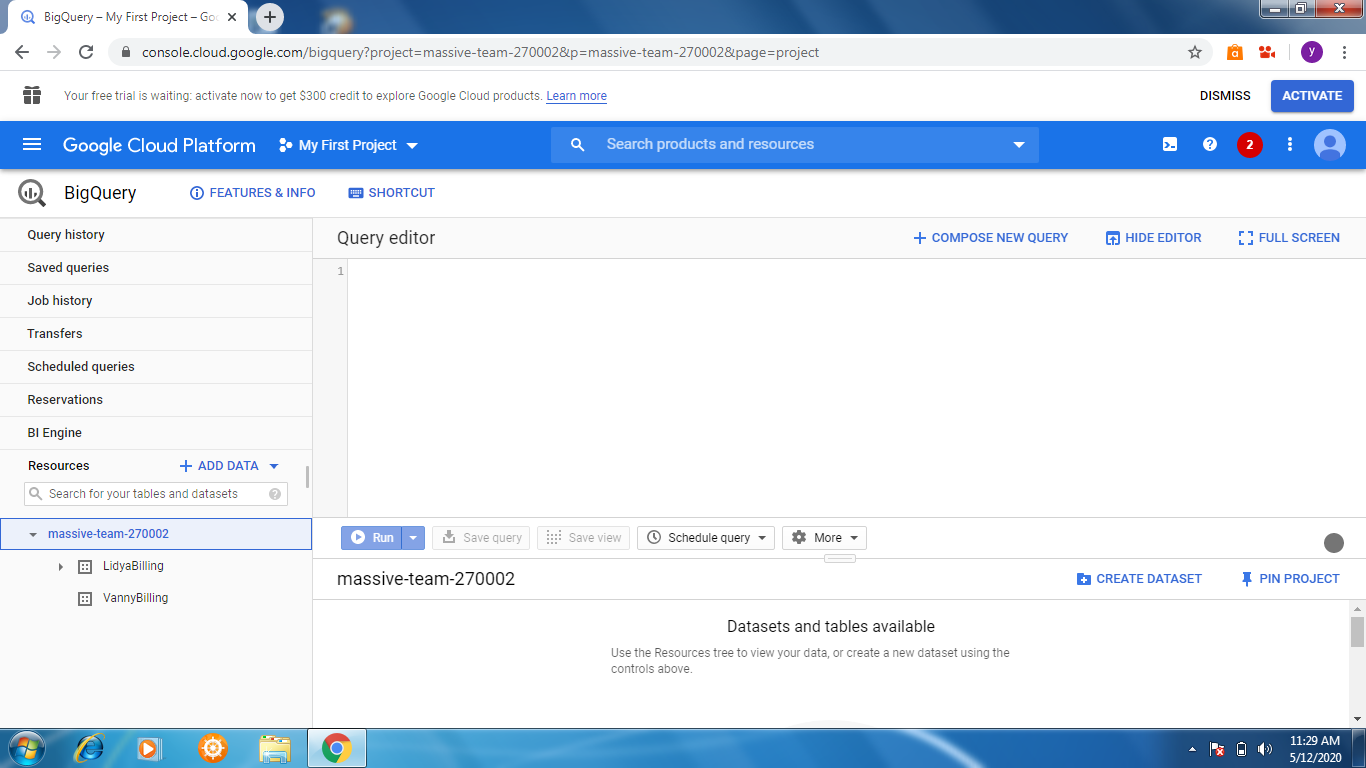 BigQuery – My First Project – Goo
console.cloud.google.com/bigquery?project=massive-team-270002&p=massive-team-270002&page=project
y
Your free trial is waiting: activate now to get $300 credit to explore Google Cloud products. Learn more
DISMISS
ACTIVATE
Google Cloud Platform
My First Project
Search products and resources
2
BigQuery
FEATURES & INFO
SHORTCUT
Query history
Saved queries
Job history
Transfers
Scheduled queries
Reservations
BI Engine
Resources
ADD DATA
Search for your tables and datasets
massive-team-270002
LidyaBilling
VannyBilling
Query editor
COMPOSE NEW QUERY
HIDE EDITOR
FULL SCREEN
1
Run
Save query
Save view
Schedule query
More
massive-team-270002
CREATE DATASET
PIN PROJECT
Datasets and tables available
Use the Resources tree to view your data, or create a new dataset using the
controls above.
11:29 AM
5/12/2020